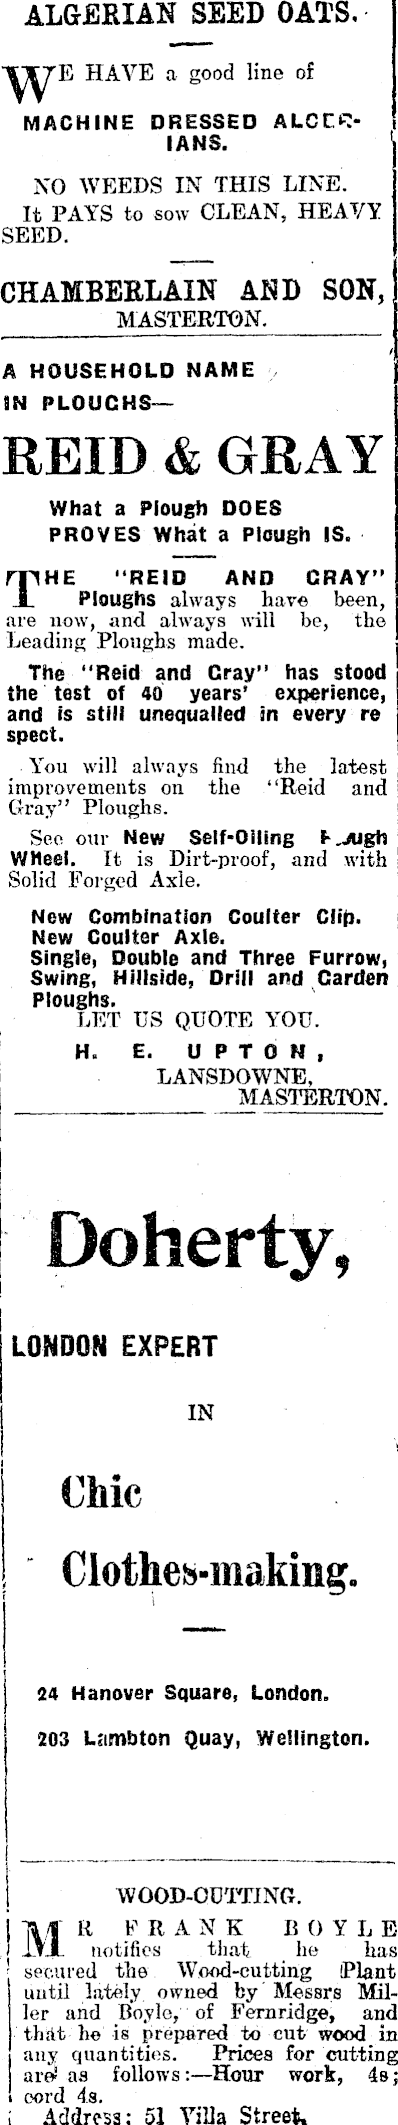 ALGERIAN SEED OATS.
WE HAVE a good line of
MACHINE DRESSED ALGER-
IANS.
NO WEEDS IN THIS LINE.
It PAYS to sow CLEAN, HEAVY
SEED.
CHAMBERLAIN AND SON,
MASTERTON.
A HOUSEHOLD NAME
IN PLOUGHS—
REID & GRAY
What a Plough DOES
PROVES What a Plough IS.
THE "REID AND GRAY"
Ploughs always have been,
are now, and always will be, the
Leading Ploughs made.
The "Reid and Gray" has stood
the test of 40 years' experience,
and is still unequalled in every re
spect.
You will always find the latest
improvements on the "Reid and
Gray" Ploughs.
See our New Self-Oiling Plough
Wheel. It is Dirt-proof, and with
Solid Forged Axle.
New Combination Coulter Clip.
New Coulter Axle.
Single, Double and Three Furrow,
Swing, Hillside, Drill and Garden
Ploughs.
LET US QUOTE YOU.
H. E. UPTON,
LANSDOWNE,
MASTERTON.
Doherty,
LONDON EXPERT
IN
Chic
Clothes-making.
24 Hanover Square, London.
203 Lambton Quay, Wellington.
WOOD-CUTTING.
MR FRANK BOYLE
notifies that he has
secured the Wood-cutting Plant
until lately owned by Messrs Mil-
ler and Boyle, of Fernridge, and
that he is prepared to cut wood in
any quantities. Prices for cutting
are as follows:—Hour work, 4s;
cord 4s.
Address: 51 Villa Street,